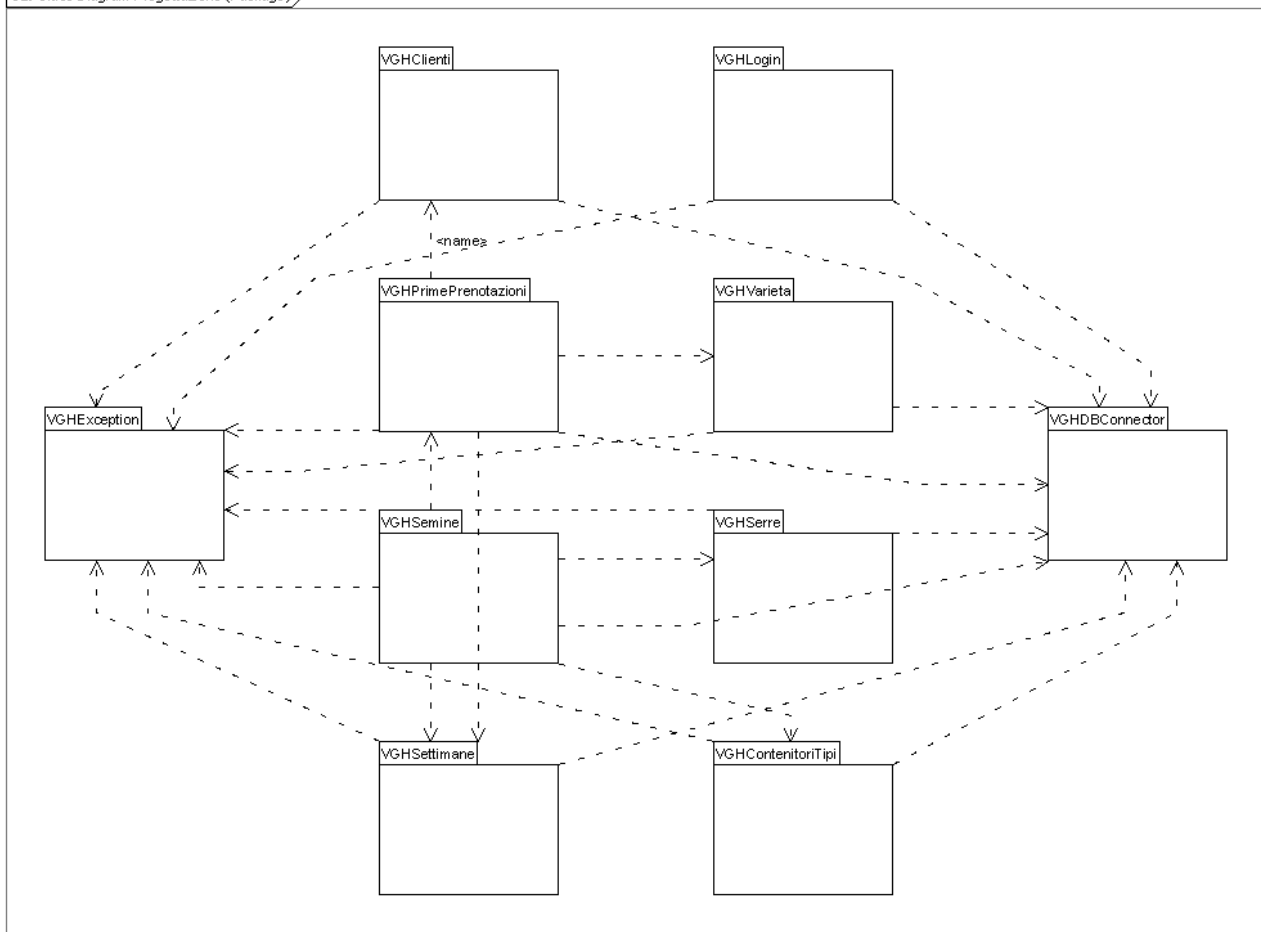 VGHClienti
VGHLogin
<name>
VGHPrimePrenotazioni
VGHVarieta
VGHException
VGHDBConnector
VGHSemine
VGHSerre
VGHSettimane
VGHContenitoriTipi